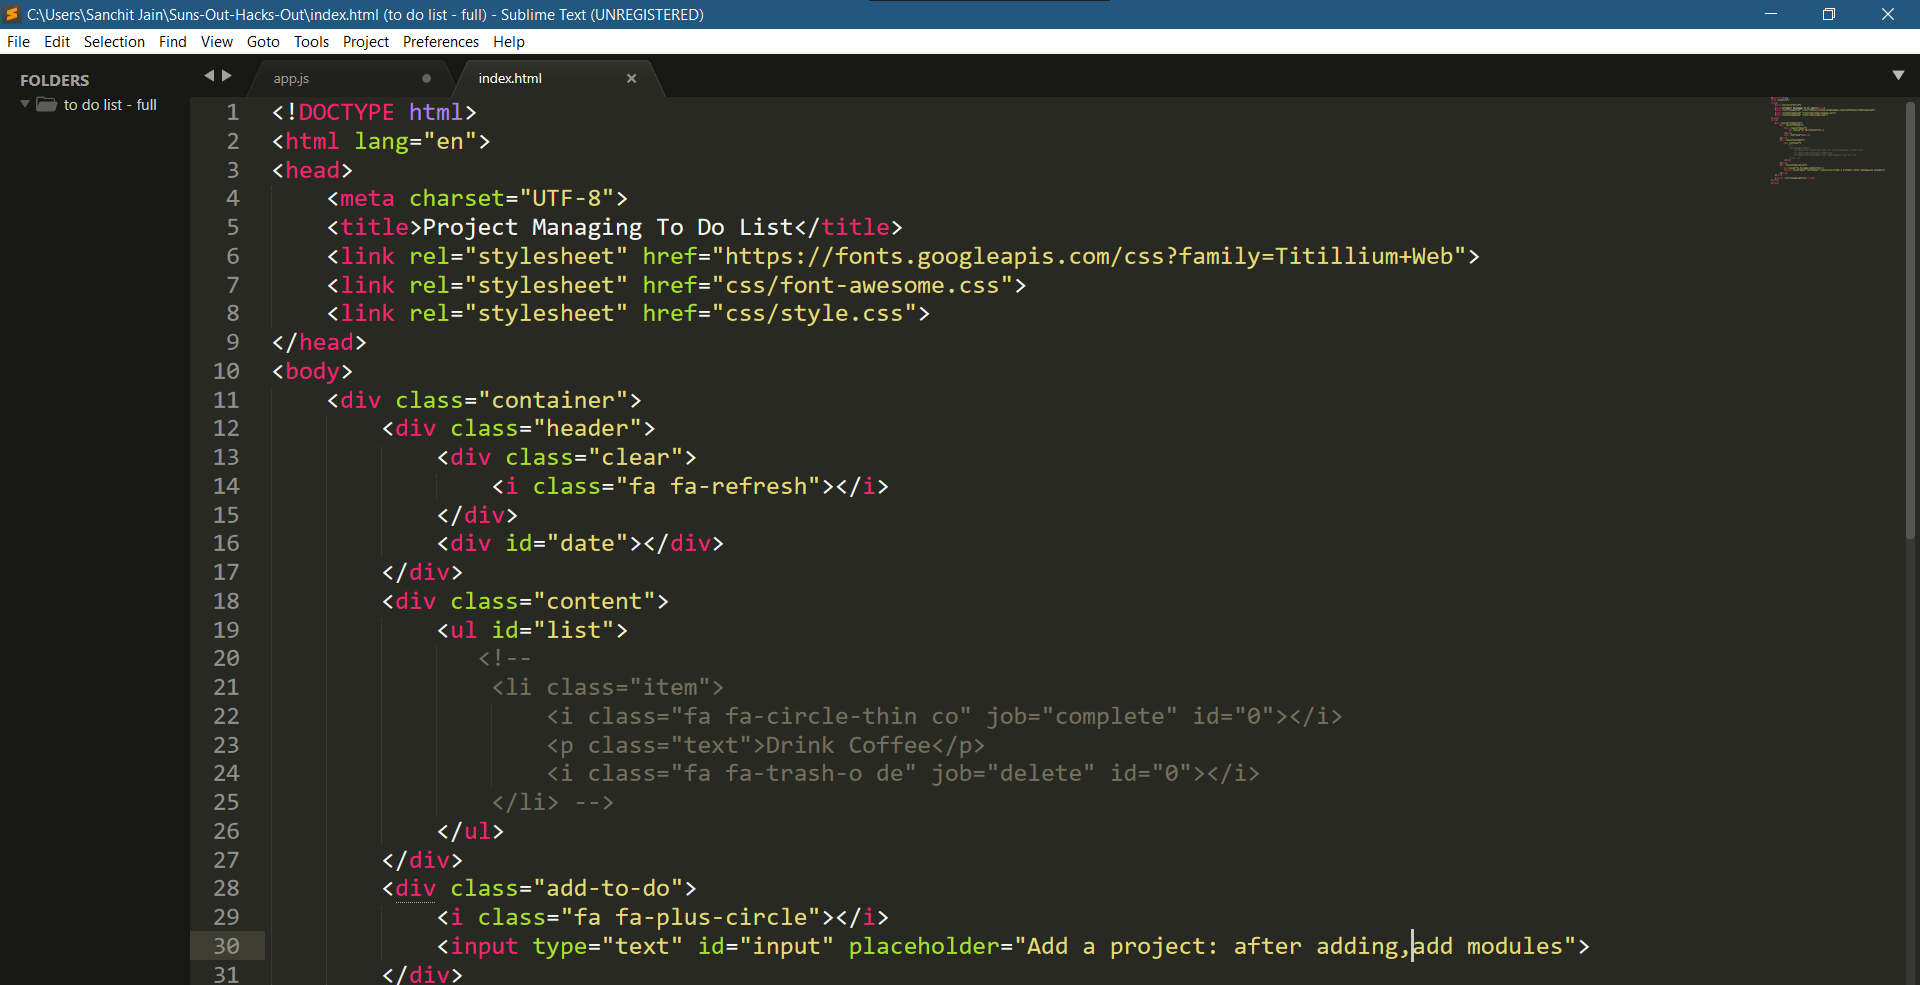 C:\Users\Sanchit Jain\Suns-Out-Hacks-Out\index.html (to do list - full) - Sublime Text (UNREGISTERED)
File Edit Selection Find View Goto Tools Project Preferences Help
FOLDERS
to do list - full
app.js
index.html
1 <!DOCTYPE html>
2 <html lang="en">
3 <head>
4     <meta charset="UTF-8">
5     <title>Project Managing To Do List</title>
6     <link rel="stylesheet" href="https://fonts.googleapis.com/css?family=Titillium+Web">
7     <link rel="stylesheet" href="css/font-awesome.css">
8     <link rel="stylesheet" href="css/style.css">
9 </head>
10 <body>
11     <div class="container">
12         <div class="header">
13             <div class="clear">
14                 <i class="fa fa-refresh"></i>
15             </div>
16             <div id="date"></div>
17         </div>
18         <div class="content">
19             <ul id="list">
20                <!--
21                 <li class="item">
22                     <i class="fa fa-circle-thin co" job="complete" id="0"></i>
23                     <p class="text">Drink Coffee</p>
24                     <i class="fa fa-trash-o de" job="delete" id="0"></i>
25                 </li> -->
26             </ul>
27         </div>
28         <div class="add-to-do">
29             <i class="fa fa-plus-circle"></i>
30             <input type="text" id="input" placeholder="Add a project: after adding,add modules">
31         </div>